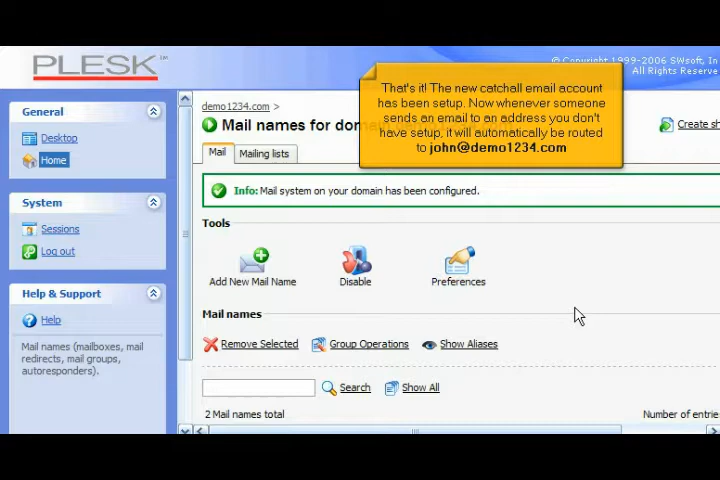 PLESK™
© Copyright 1999-2006 SWsoft, In
All Rights Reserve
That's it! The new catchall email account
has been setup. Now whenever someone
sends an email to an address you don't
have setup, it will automatically be routed
to john@demo1234.com
General
Desktop
Home
System
Sessions
Log out
Help & Support
Help
Mail names (mailboxes, mail
redirects, mail groups,
autoresponders).
demo1234.com >
Mail names for dom
Create sh
Mail
Mailing lists
Info: Mail system on your domain has been configured.
Tools
Add New Mail Name
Disable
Preferences
Mail names
Remove Selected
Group Operations
Show Aliases
Search
Show All
2 Mail names total
Number of entrie